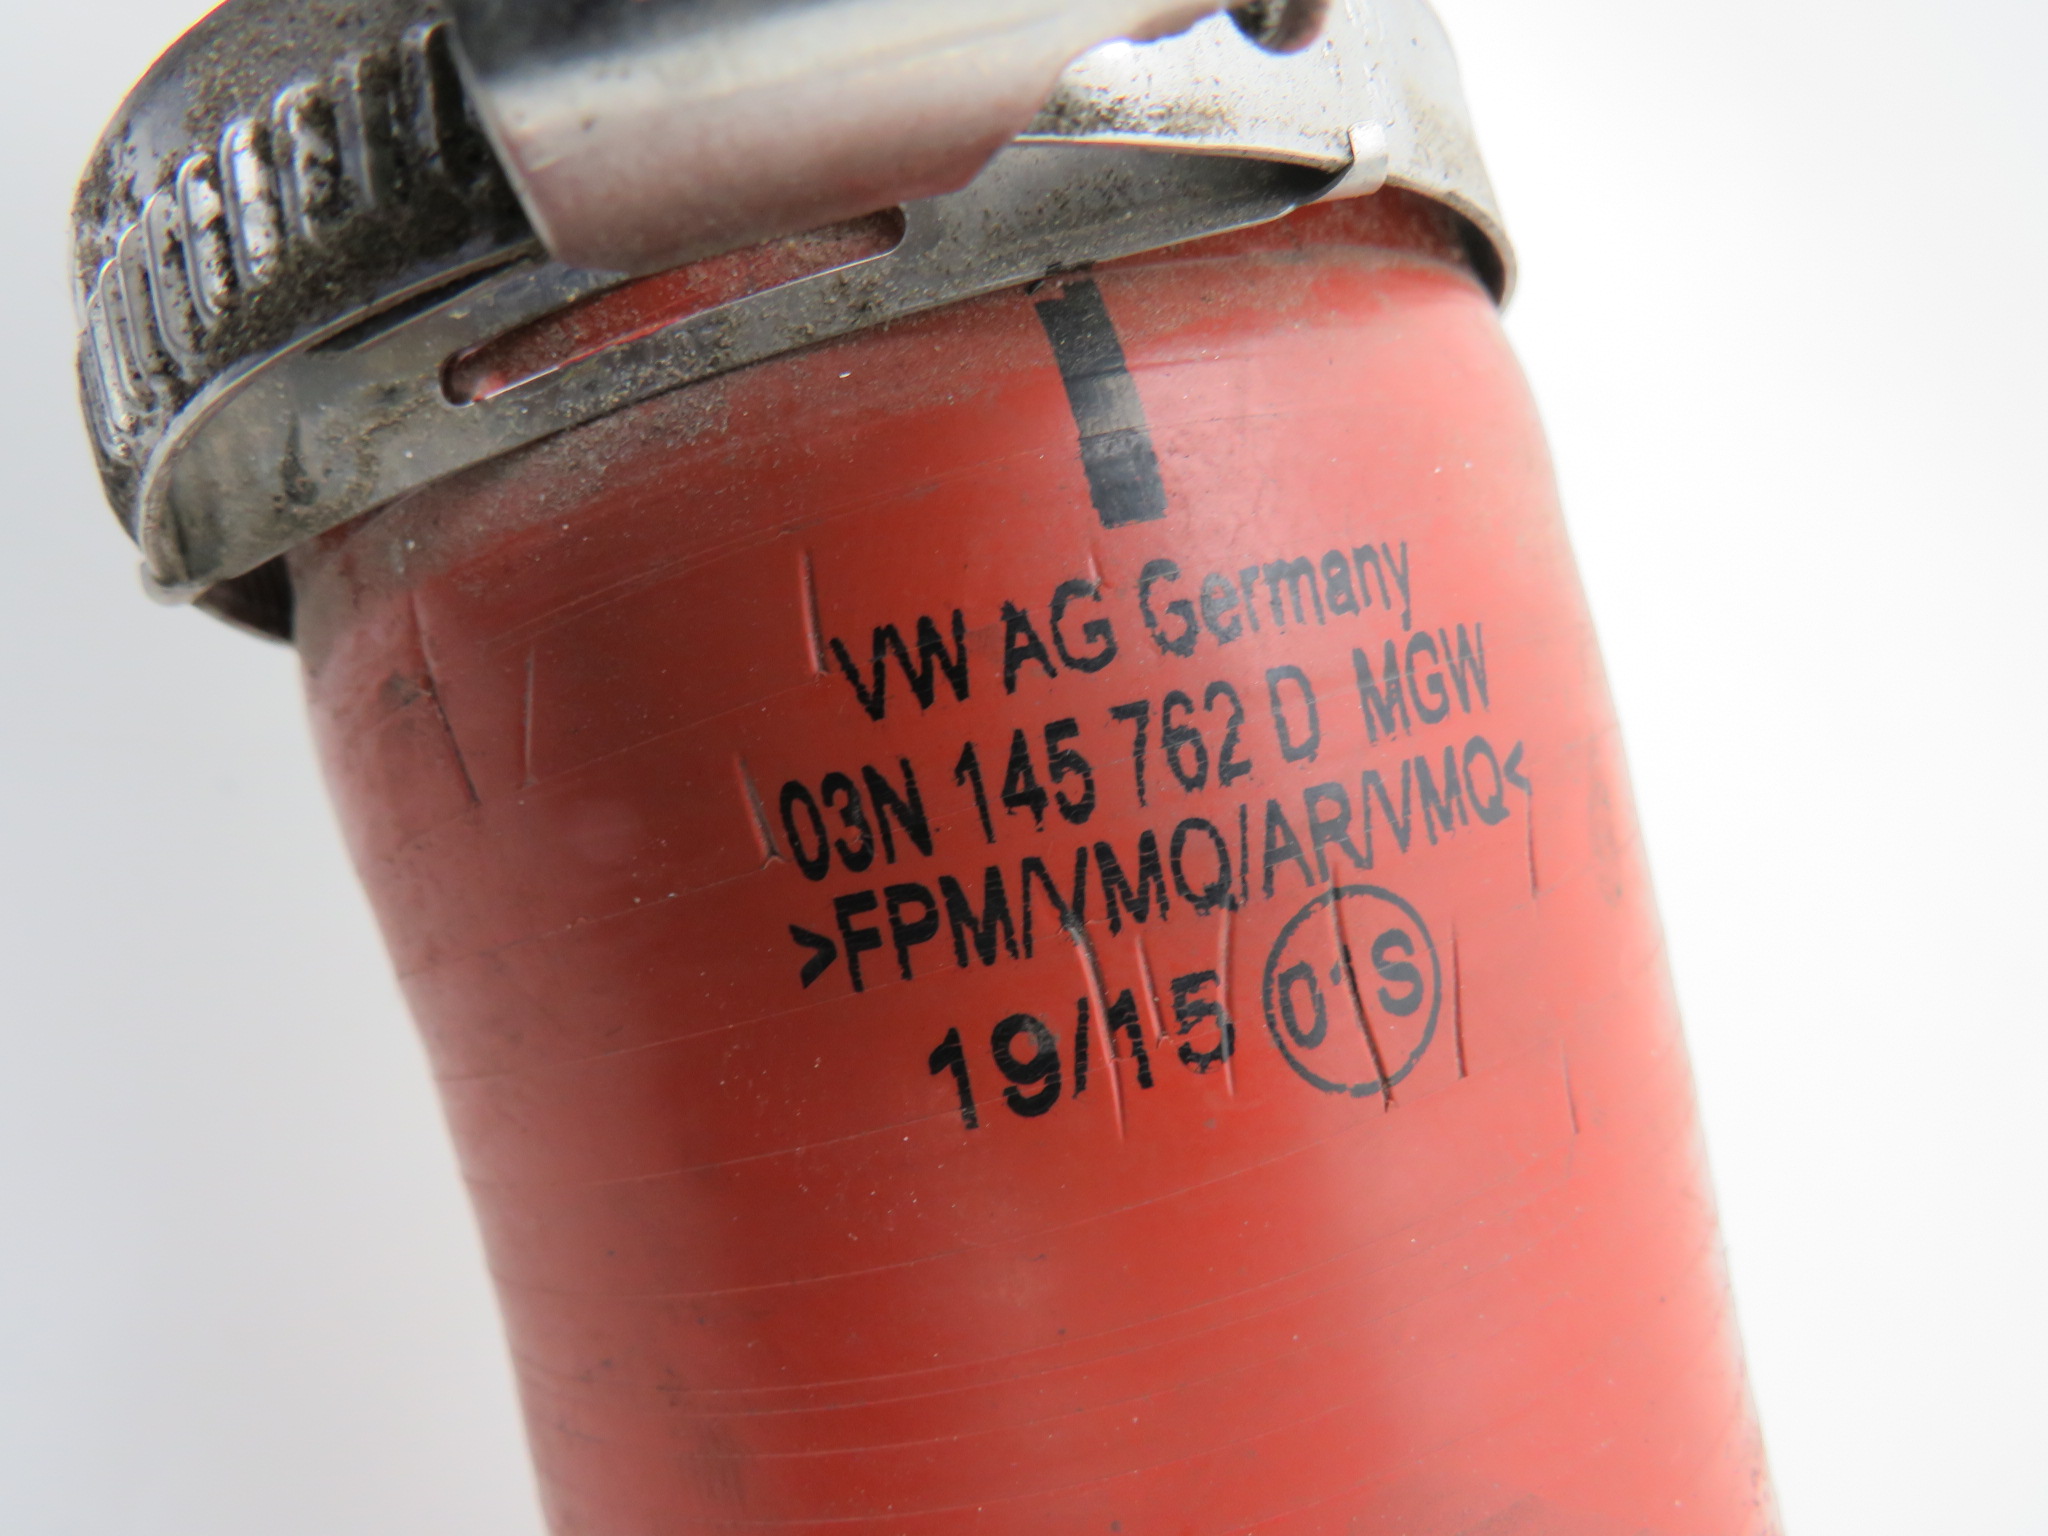 VW AG Germany
03N 145 762 D MGW
>FPM/VMQ/AR/VMQ<
19/15 01S